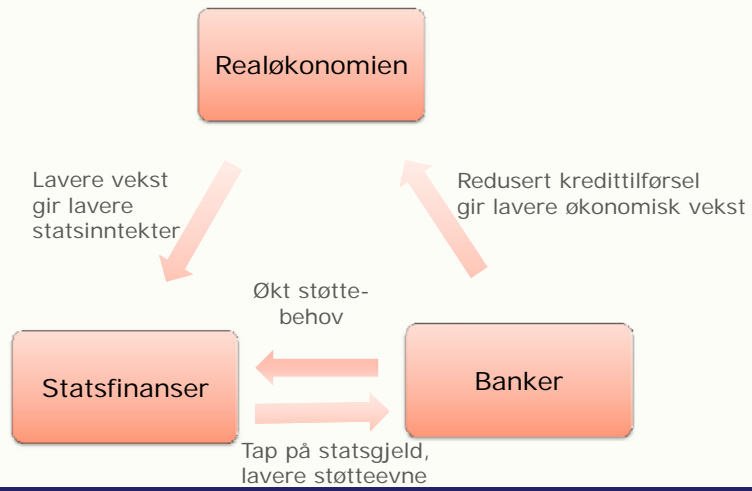 Realøkonomien
Lavere vekst
gir lavere
statsinntekter
Redusert kredittilførsel
gir lavere økonomisk vekst
Økt støtte-
behov
Statsfinanser
Banker
Tap på statsgjeld,
lavere støtteevne